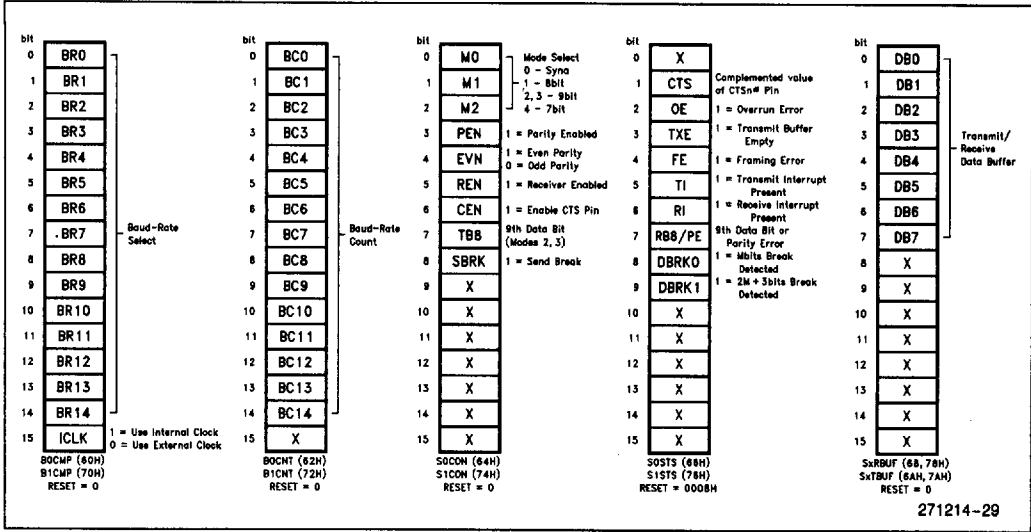 bit
0 BR0
1 BR1
2 BR2
3 BR3
4 BR4
5 BR5
6 BR6
7 .BR7
8 BR8
9 BR9
10 BR10
11 BR11
12 BR12
13 BR13
14 BR14
15 ICLK
Baud-Rate
Select
1 = Use Internal Clock
0 = Use External Clock
B0CMP (60H)
B1CMP (70H)
RESET = 0
bit
0 BC0
1 BC1
2 BC2
3 BC3
4 BC4
5 BC5
6 BC6
7 BC7
8 BC8
9 BC9
10 BC10
11 BC11
12 BC12
13 BC13
14 BC14
15 X
Baud-Rate
Count
B0CNT (62H)
B1CNT (72H)
RESET = 0
bit
0 M0
1 M1
2 M2
Mode Select
0 - Syna
1 - 8bit
2, 3 - 9bit
4 - 7bit
3 PEN 1 = Parity Enabled
4 EVN 1 = Even Parity
0 = Odd Parity
5 REN 1 = Receiver Enabled
6 CEN 1 = Enable CTS Pin
7 TB8 9th Data Bit
(Modes 2, 3)
8 SBRK 1 = Send Break
9 X
10 X
11 X
12 X
13 X
14 X
15 X
S0CON (64H)
S1CON (74H)
RESET = 0
bit
0 X
1 CTS Complemented value
of CTSn# Pin
2 OE 1 = Overrun Error
3 TXE 1 = Transmit Buffer
Empty
4 FE 1 = Framing Error
5 TI 1 = Transmit Interrupt
Present
6 RI 1 = Receive Interrupt
Present
7 RB8/PE 9th Data Bit or
Parity Error
8 DBRK0 1 = Mbits Break
Detected
9 DBRK1 1 = 2M + 3bits Break
Detected
10 X
11 X
12 X
13 X
14 X
15 X
S0STS (66H)
S1STS (76H)
RESET = 0008H
bit
0 DB0
1 DB1
2 DB2
3 DB3
4 DB4
5 DB5
6 DB6
7 DB7
8 X
9 X
10 X
11 X
12 X
13 X
14 X
15 X
Transmit/
Receive
Data Buffer
SxRBUF (68, 78H)
SxTBUF (6AH, 7AH)
RESET = 0
271214-29